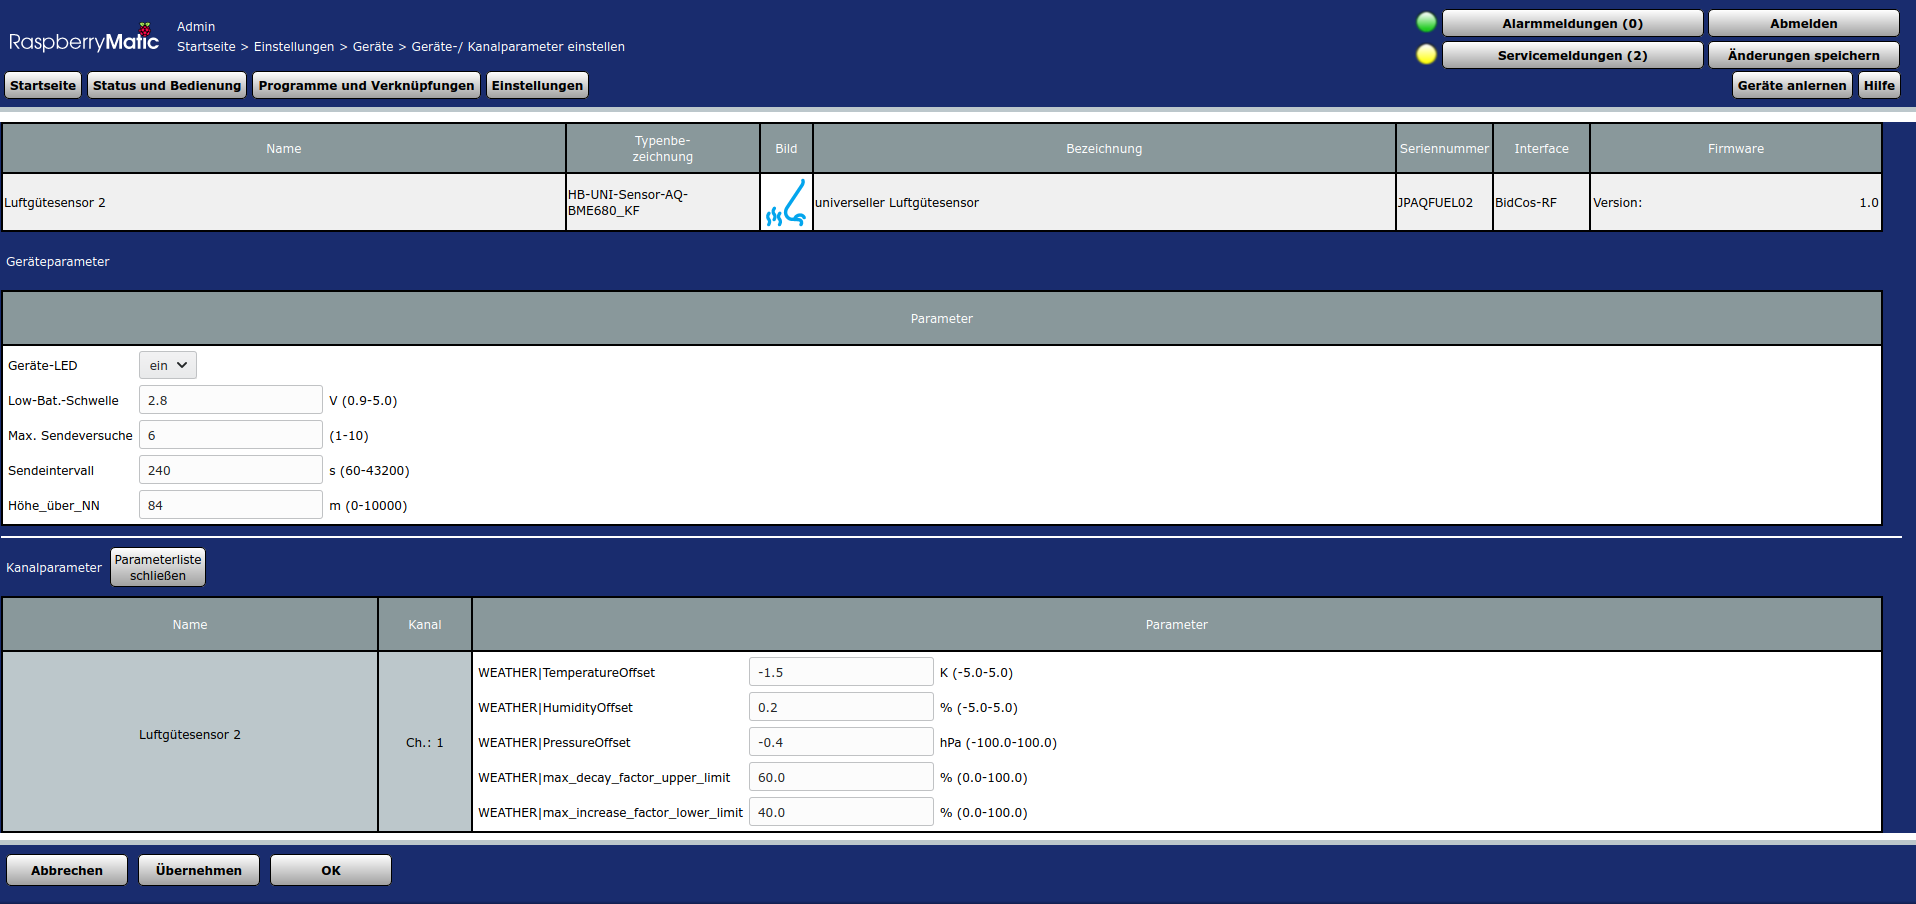 RaspberryMatic
Admin
Startseite > Einstellungen > Geräte > Geräte-/ Kanalparameter einstellen
Alarmmeldungen (0)
Abmelden
Servicemeldungen (2)
Änderungen speichern
Startseite
Status und Bedienung
Programme und Verknüpfungen
Einstellungen
Geräte anlernen
Hilfe
Name
Typenbe-
zeichnung
Bild
Bezeichnung
Seriennummer
Interface
Firmware
Luftgütesensor 2
HB-UNI-Sensor-AQ-
BME680_KF
universeller Luftgütesensor
JPAQFUEL02
BidCos-RF
Version: 1.0
Geräteparameter
Parameter
Geräte-LED ein
Low-Bat.-Schwelle 2.8 V (0.9-5.0)
Max. Sendeversuche 6 (1-10)
Sendeintervall 240 s (60-43200)
Höhe_über_NN 84 m (0-10000)
Kanalparameter
Parameterliste
schließen
Name
Kanal
Parameter
Luftgütesensor 2
Ch.: 1
WEATHER|TemperatureOffset -1.5 K (-5.0-5.0)
WEATHER|HumidityOffset 0.2 % (-5.0-5.0)
WEATHER|PressureOffset -0.4 hPa (-100.0-100.0)
WEATHER|max_decay_factor_upper_limit 60.0 % (0.0-100.0)
WEATHER|max_increase_factor_lower_limit 40.0 % (0.0-100.0)
Abbrechen
Übernehmen
OK